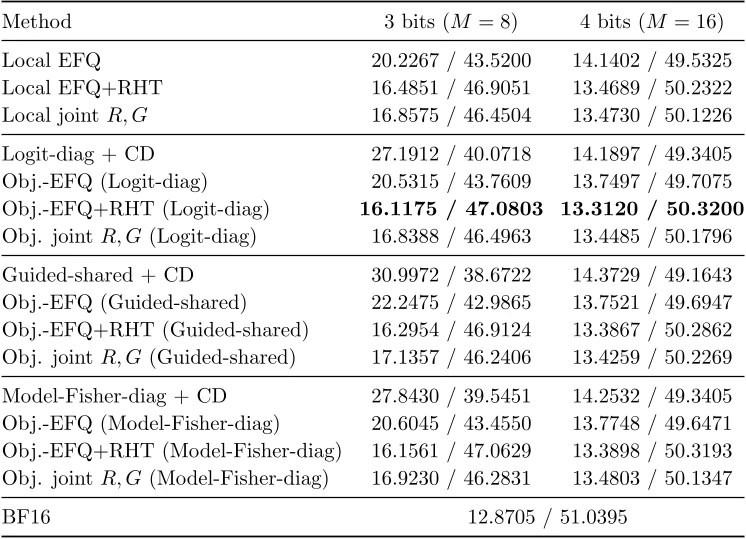 Method 3 bits (M = 8) 4 bits (M = 16)
Local EFQ 20.2267 / 43.5200 14.1402 / 49.5325
Local EFQ+RHT 16.4851 / 46.9051 13.4689 / 50.2322
Local joint R, G 16.8575 / 46.4504 13.4730 / 50.1226
Logit-diag + CD 27.1912 / 40.0718 14.1897 / 49.3405
Obj.-EFQ (Logit-diag) 20.5315 / 43.7609 13.7497 / 49.7075
Obj.-EFQ+RHT (Logit-diag) 16.1175 / 47.0803 13.3120 / 50.3200
Obj. joint R, G (Logit-diag) 16.8388 / 46.4963 13.4485 / 50.1796
Guided-shared + CD 30.9972 / 38.6722 14.3729 / 49.1643
Obj.-EFQ (Guided-shared) 22.2475 / 42.9865 13.7521 / 49.6947
Obj.-EFQ+RHT (Guided-shared) 16.2954 / 46.9124 13.3867 / 50.2862
Obj. joint R, G (Guided-shared) 17.1357 / 46.2406 13.4259 / 50.2269
Model-Fisher-diag + CD 27.8430 / 39.5451 14.2532 / 49.3405
Obj.-EFQ (Model-Fisher-diag) 20.6045 / 43.4550 13.7748 / 49.6471
Obj.-EFQ+RHT (Model-Fisher-diag) 16.1561 / 47.0629 13.3898 / 50.3193
Obj. joint R, G (Model-Fisher-diag) 16.9230 / 46.2831 13.4803 / 50.1347
BF16 12.8705 / 51.0395